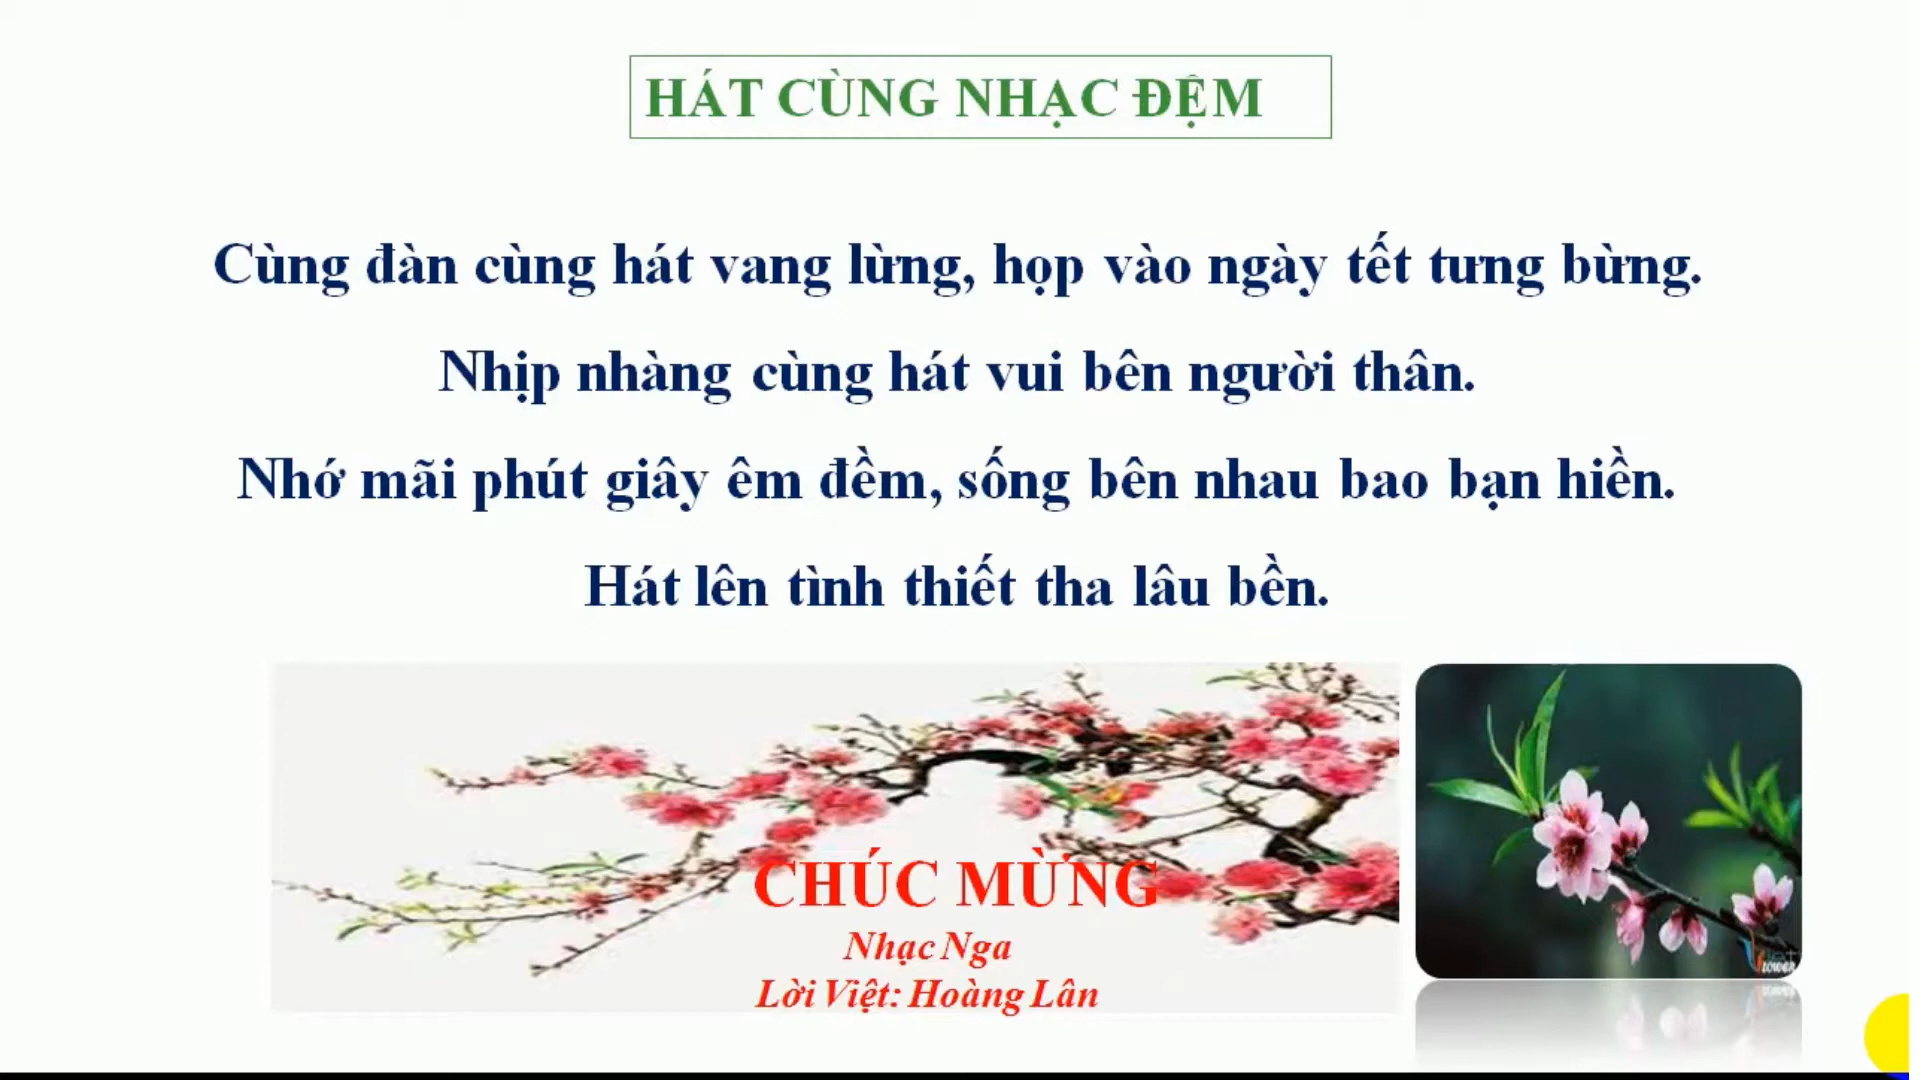 HÁT CÙNG NHẠC ĐỆM
Cùng đàn cùng hát vang lừng, họp vào ngày tết tưng bừng.
Nhịp nhàng cùng hát vui bên người thân.
Nhớ mãi phút giây êm đềm, sống bên nhau bao bạn hiền.
Hát lên tình thiết tha lâu bền.
CHÚC MỪNG
Nhạc Nga
Lời Việt: Hoàng Lân